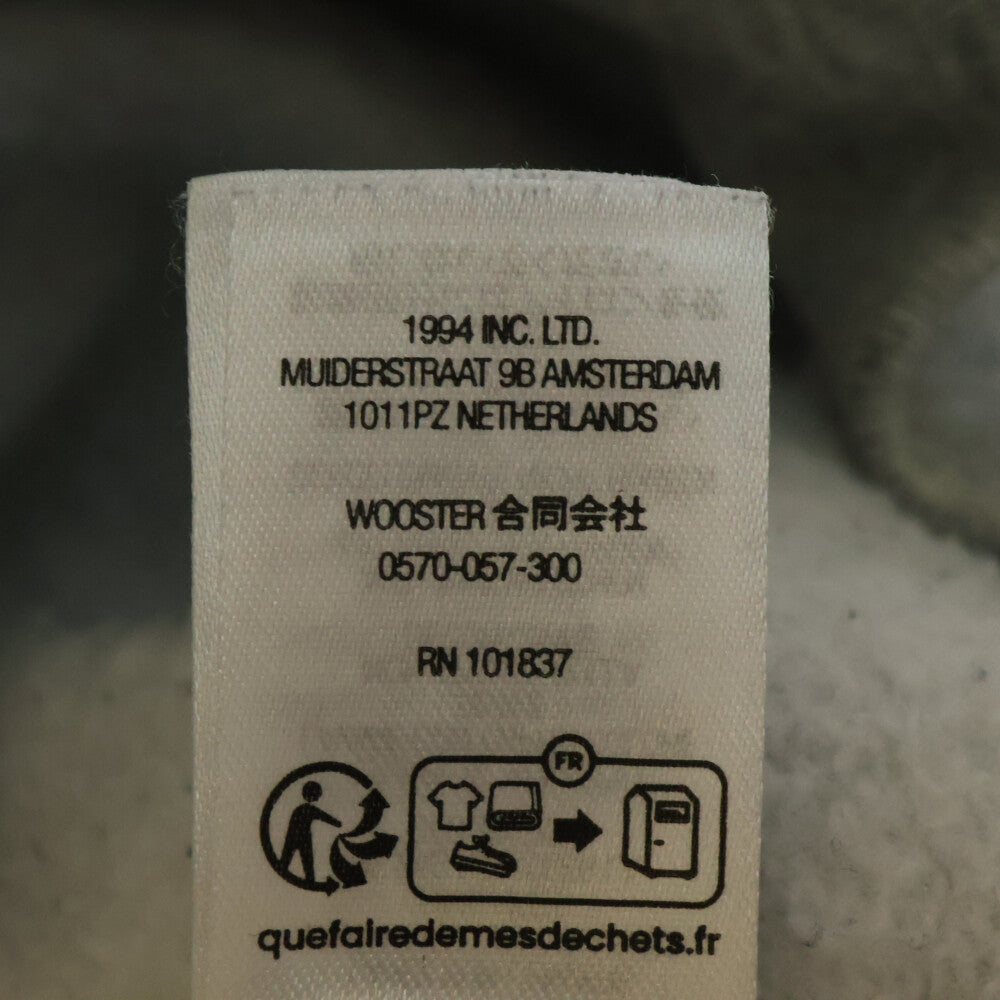 1994 INC. LTD.
MUIDERSTRAAT 9B AMSTERDAM
1011PZ NETHERLANDS
WOOSTER 合同会社
0570-057-300
RN 101837
FR
quefairedemesdechets.fr